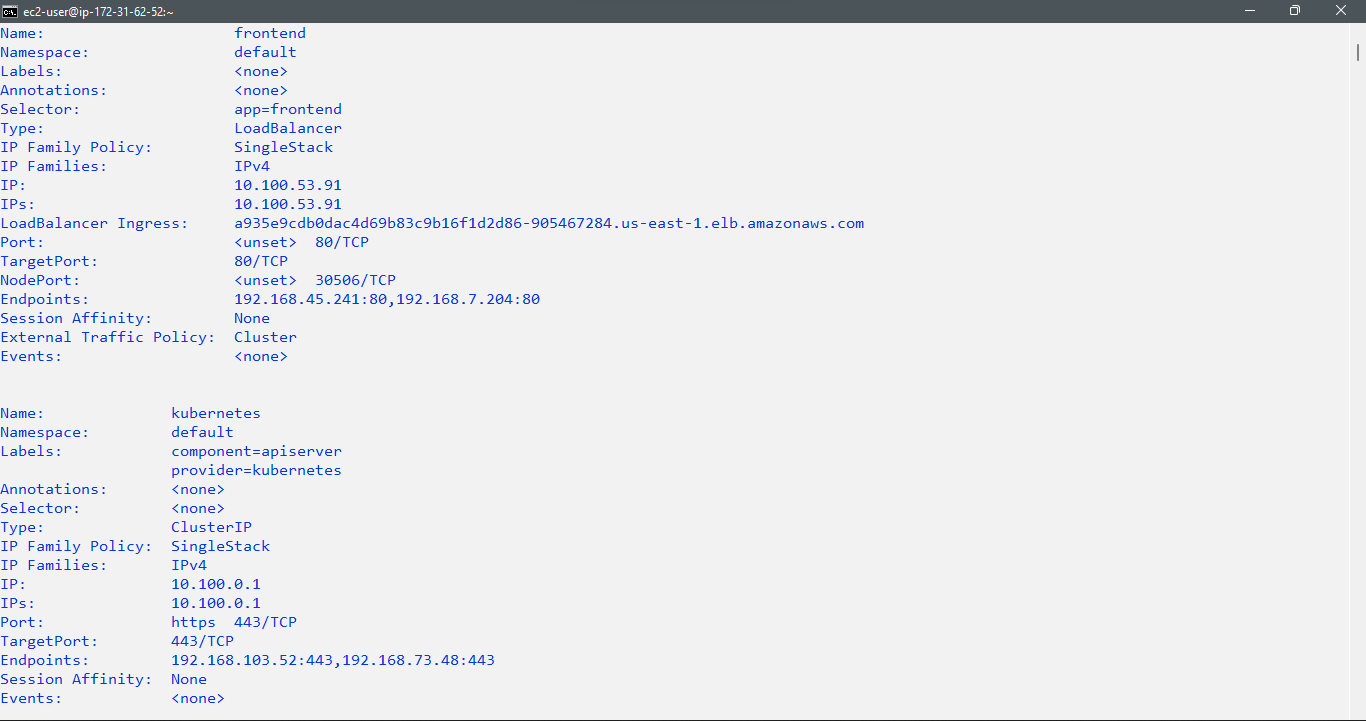 ec2-user@ip-172-31-62-52:~
Name:                     frontend
Namespace:                default
Labels:                   <none>
Annotations:              <none>
Selector:                 app=frontend
Type:                     LoadBalancer
IP Family Policy:         SingleStack
IP Families:              IPv4
IP:                       10.100.53.91
IPs:                      10.100.53.91
LoadBalancer Ingress:     a935e9cdb0dac4d69b83c9b16f1d2d86-905467284.us-east-1.elb.amazonaws.com
Port:                     <unset>  80/TCP
TargetPort:               80/TCP
NodePort:                 <unset>  30506/TCP
Endpoints:                192.168.45.241:80,192.168.7.204:80
Session Affinity:         None
External Traffic Policy:  Cluster
Events:                   <none>
Name:              kubernetes
Namespace:         default
Labels:            component=apiserver
                   provider=kubernetes
Annotations:       <none>
Selector:          <none>
Type:              ClusterIP
IP Family Policy:  SingleStack
IP Families:       IPv4
IP:                10.100.0.1
IPs:               10.100.0.1
Port:              https  443/TCP
TargetPort:        443/TCP
Endpoints:         192.168.103.52:443,192.168.73.48:443
Session Affinity:  None
Events:            <none>